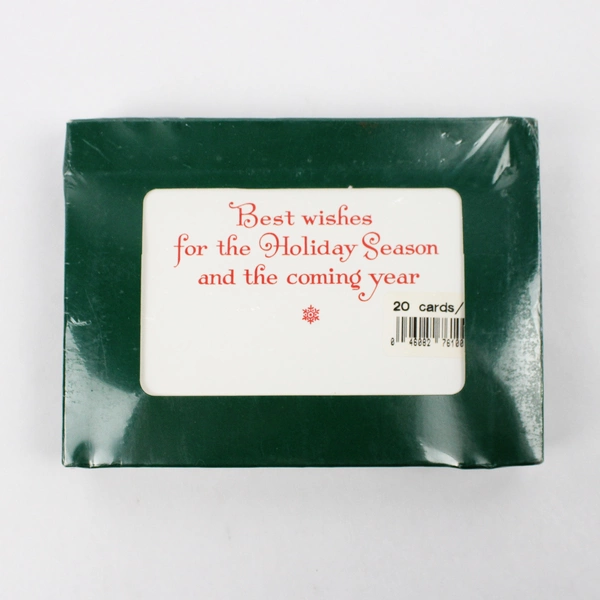 Best wishes
for the Holiday Season
and the coming year
20 cards/
0 46082 76100